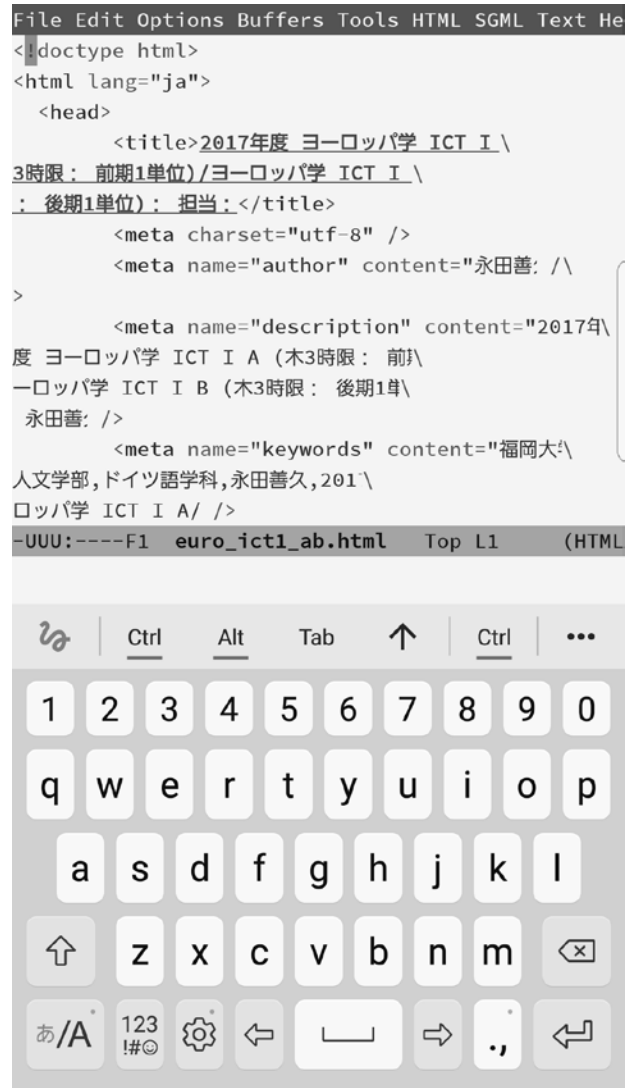 File Edit Options Buffers Tools HTML SGML Text He
<!doctype html>
<html lang="ja">
<head>
<title>2017年度 ヨーロッパ学 ICT I \
3時限： 前期1単位)/ヨーロッパ学 ICT I \
： 後期1単位)： 担当：</title>
<meta charset="utf-8" />
<meta name="author" content="永田善 /\
>
<meta name="description" content="2017年\
度 ヨーロッパ学 ICT I A (木3時限： 前\
ーロッパ学 ICT I B (木3時限： 後期1\
永田善 />
<meta name="keywords" content="福岡大\
人文学部,ドイツ語学科,永田善久,201\
ロッパ学 ICT I A/ />
-UUU:----F1 euro_ict1_ab.html Top L1 (HTML
Ctrl Alt Tab ↑ Ctrl •••
1 2 3 4 5 6 7 8 9 0
q w e r t y u i o p
a s d f g h j k l
z x c v b n m
あ/A 123 .,
!#☺